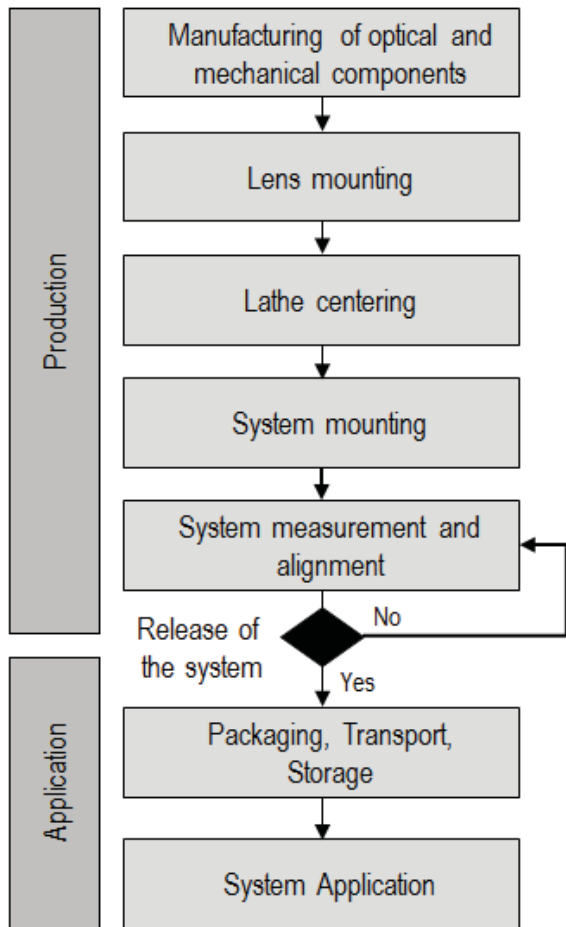 Manufacturing of optical and
mechanical components
Lens mounting
Lathe centering
Production
System mounting
System measurement and
alignment
Release of
the system
No
Yes
Packaging, Transport,
Storage
Application
System Application